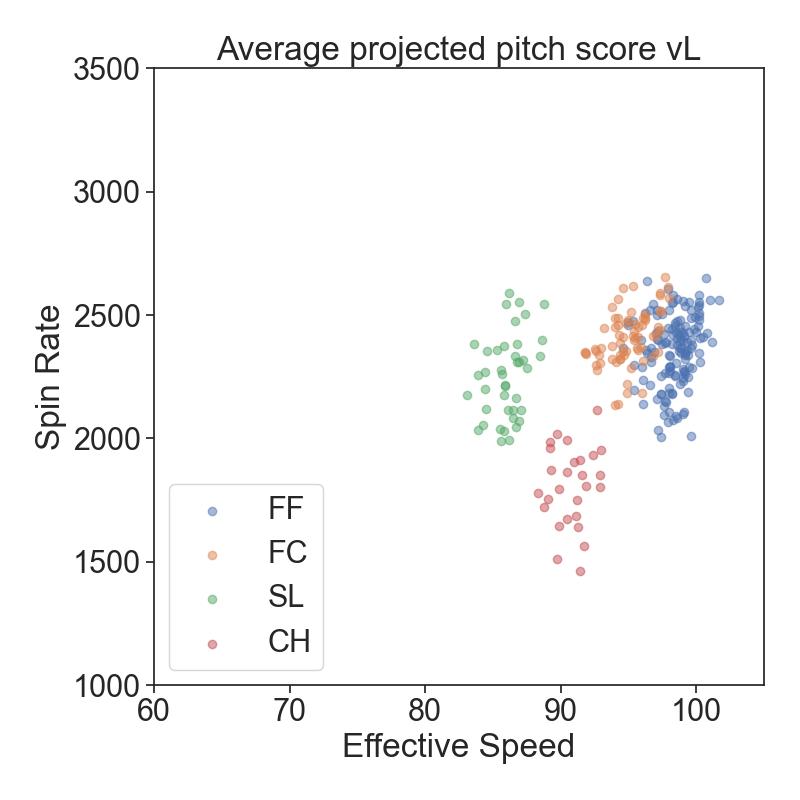 Average projected pitch score vL
3500
3000
2500
2000
1500
1000
Spin Rate
FF
FC
SL
CH
60 70 80 90 100
Effective Speed